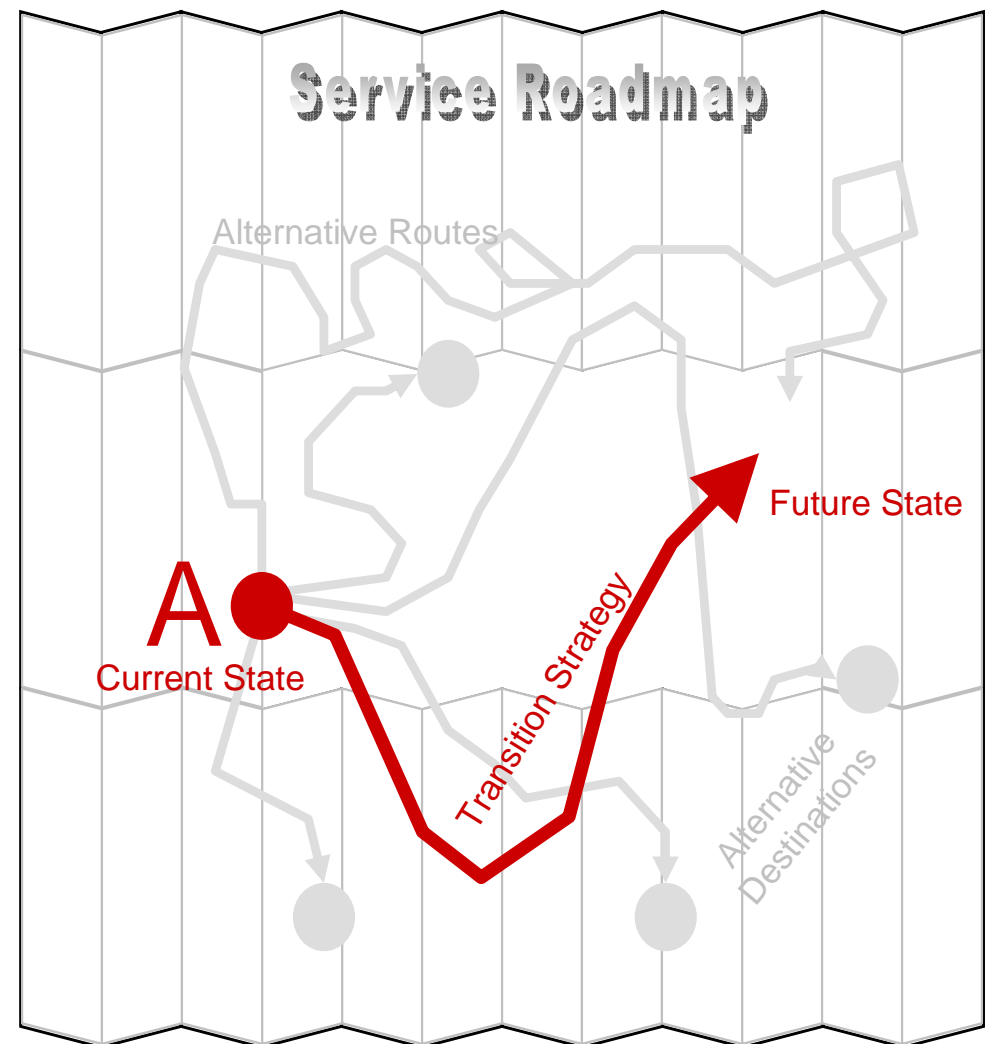 Service Roadmap
Alternative Routes
Future State
A
Current State
Transition Strategy
Alternative
Destinations